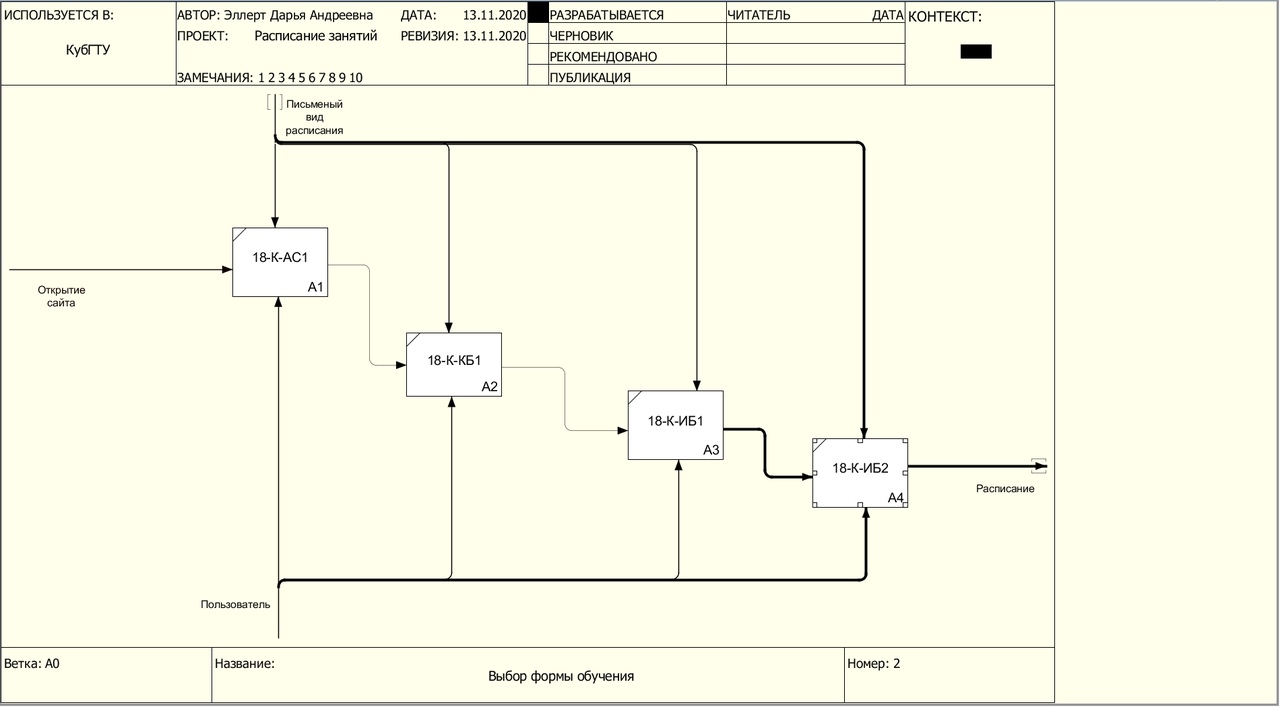 ИСПОЛЬЗУЕТСЯ В:
КубГТУ
АВТОР: Эллерт Дарья Андреевна ДАТА: 13.11.2020
ПРОЕКТ: Расписание занятий РЕВИЗИЯ: 13.11.2020
ЗАМЕЧАНИЯ: 1 2 3 4 5 6 7 8 9 10
РАЗРАБАТЫВАЕТСЯ
ЧЕРНОВИК
РЕКОМЕНДОВАНО
ПУБЛИКАЦИЯ
ЧИТАТЕЛЬ ДАТА
КОНТЕКСТ:
Письменый
вид
расписания
18-К-АС1
A1
Открытие
сайта
18-К-КБ1
A2
18-К-ИБ1
A3
18-К-ИБ2
A4
Расписание
Пользователь
Ветка: A0
Название:
Выбор формы обучения
Номер: 2